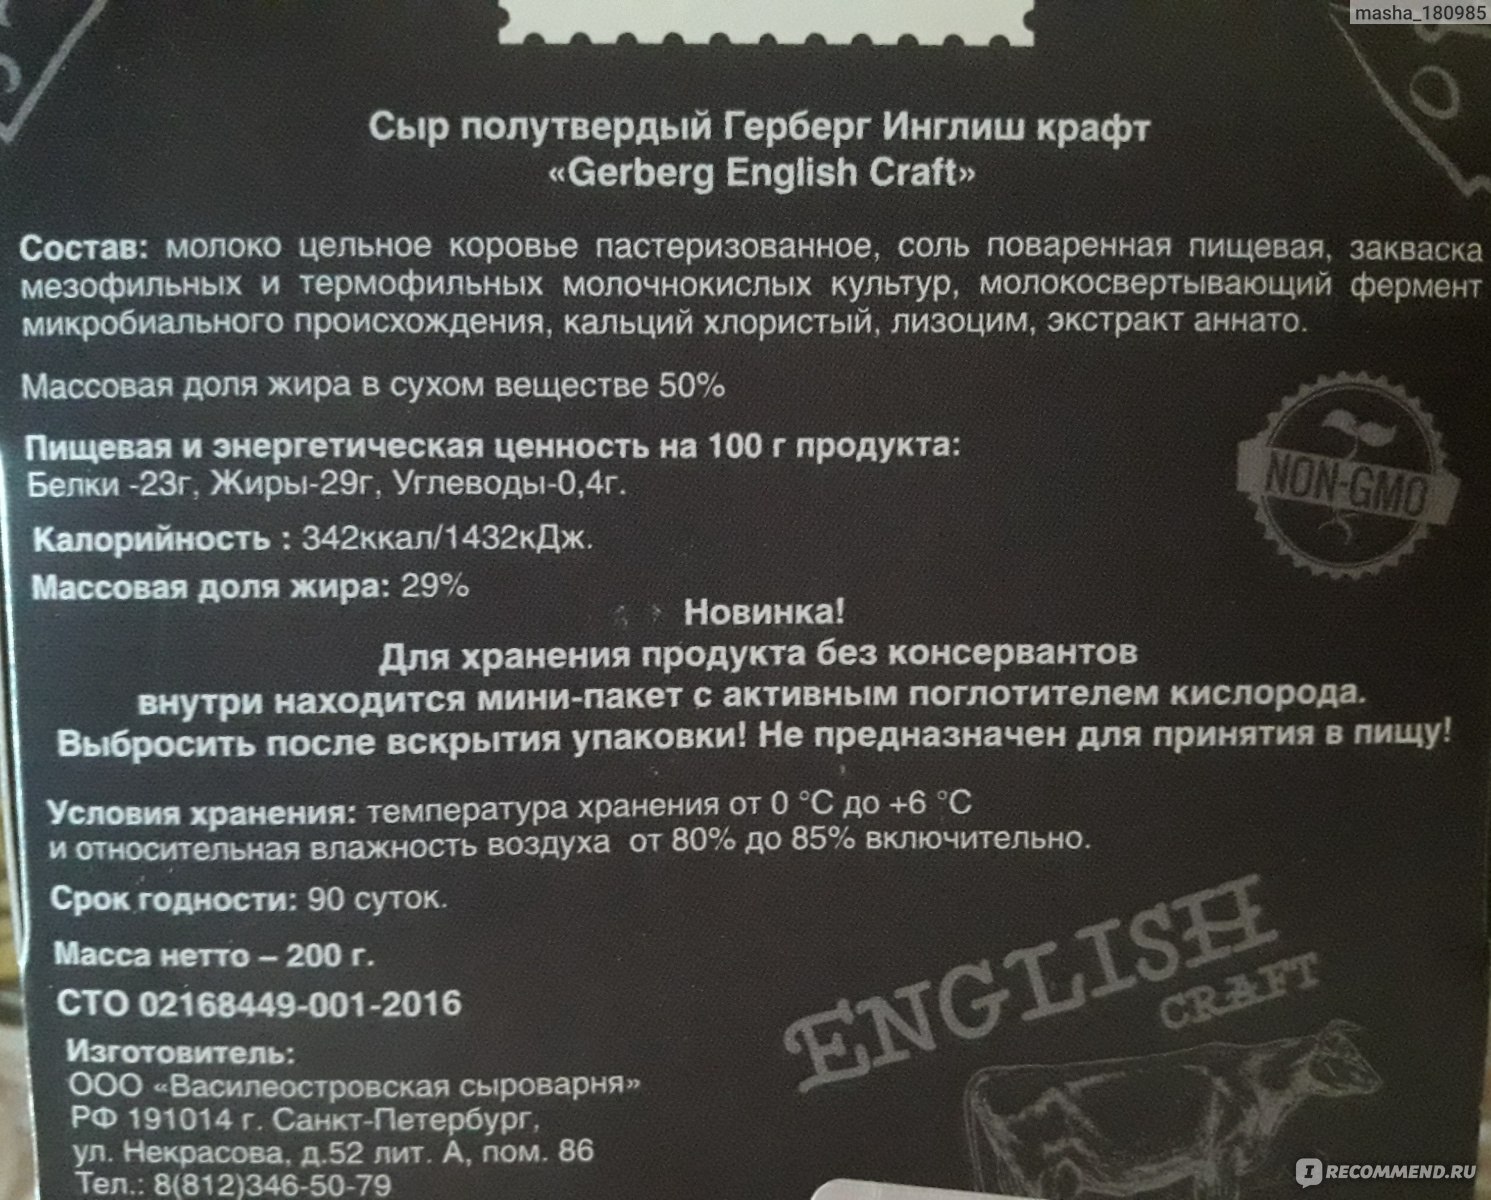 masha_180985
Сыр полутвердый Герберг Инглиш крафт
«Gerberg English Craft»
Состав: молоко цельное коровье пастеризованное, соль поваренная пищевая, закваска
мезофильных и термофильных молочнокислых культур, молокосвертывающий фермент
микробиального происхождения, кальций хлористый, лизоцим, экстракт аннато.
Массовая доля жира в сухом веществе 50%
Пищевая и энергетическая ценность на 100 г продукта:
Белки -23г, Жиры-29г, Углеводы-0,4г.
NON-GMO
Калорийность : 342ккал/1432кДж.
Массовая доля жира: 29%
Новинка!
Для хранения продукта без консервантов
внутри находится мини-пакет с активным поглотителем кислорода.
Выбросить после вскрытия упаковки! Не предназначен для принятия в пищу!
Условия хранения: температура хранения от 0 °С до +6 °С
и относительная влажность воздуха от 80% до 85% включительно.
Срок годности: 90 суток.
Масса нетто – 200 г.
СТО 02168449-001-2016
ENGLISH
CRAFT
Изготовитель:
ООО «Василеостровская сыроварня»
РФ 191014 г. Санкт-Петербург,
ул. Некрасова, д.52 лит. А, пом. 86
Тел.: 8(812)346-50-79
IRECOMMEND.RU